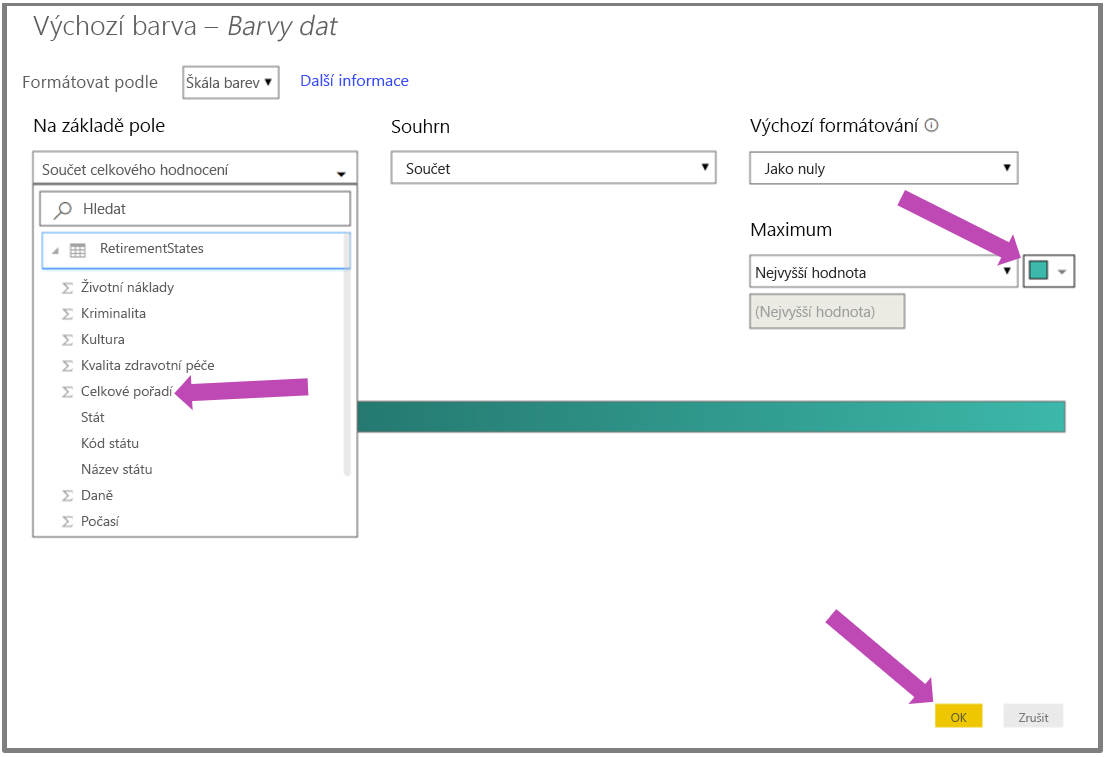 Výchozí barva – Barvy dat
Formátovat podle
Škála barev
Další informace
Na základě pole
Souhrn
Výchozí formátování
Součet celkového hodnocení
Součet
Jako nuly
Hledat
RetirementStates
Životní náklady
Kriminalita
Kultura
Kvalita zdravotní péče
Celkové pořadí
Stát
Kód státu
Název státu
Daně
Počasí
Maximum
Nejvyšší hodnota
(Nejvyšší hodnota)
OK
Zrušit